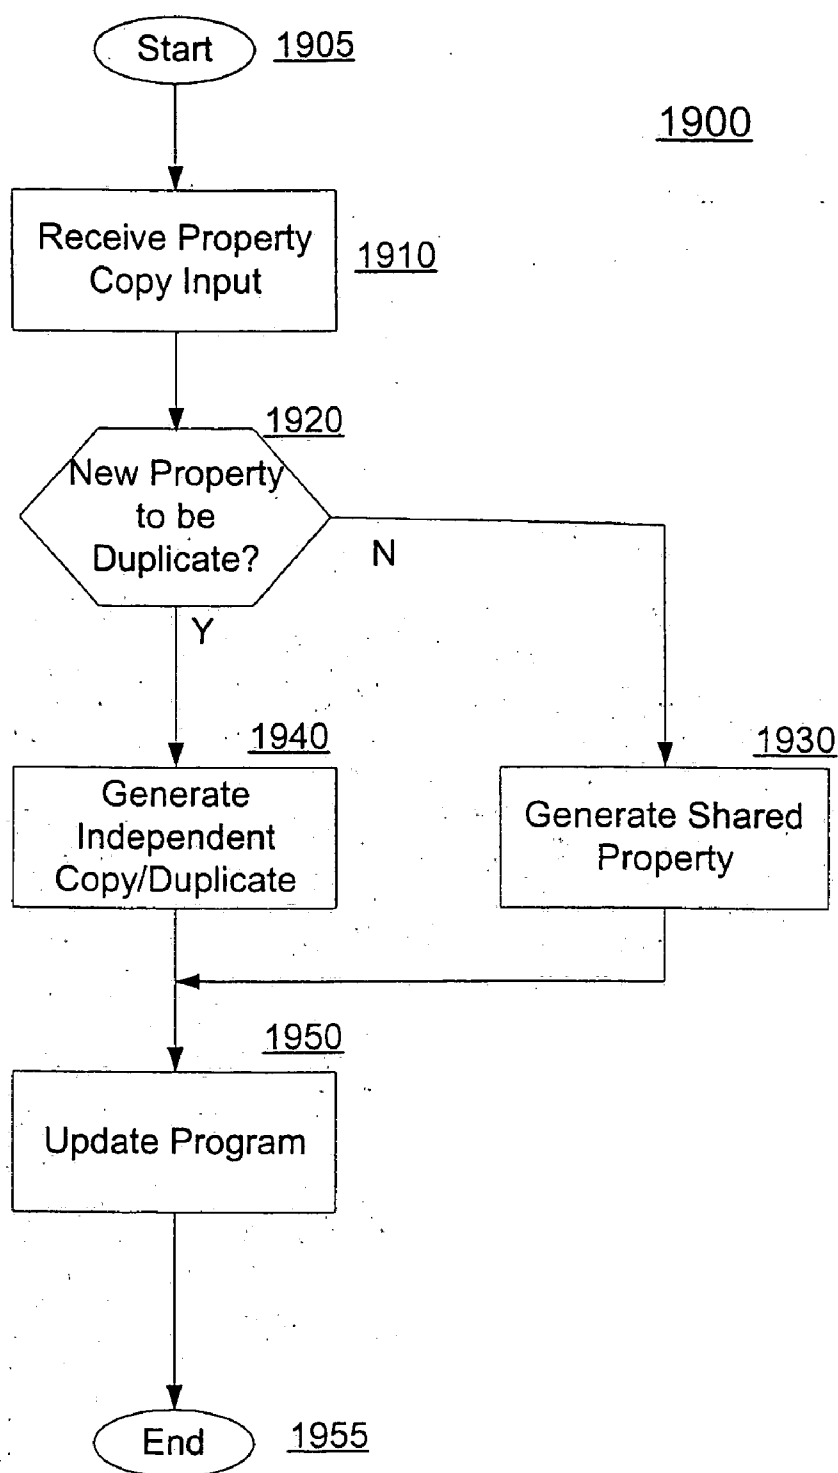 Start 1905
1900
Receive Property
Copy Input
1910
1920
New Property
to be
Duplicate?
N
Y
1940
1930
Generate
Independent
Copy/Duplicate
Generate Shared
Property
1950
Update Program
End 1955